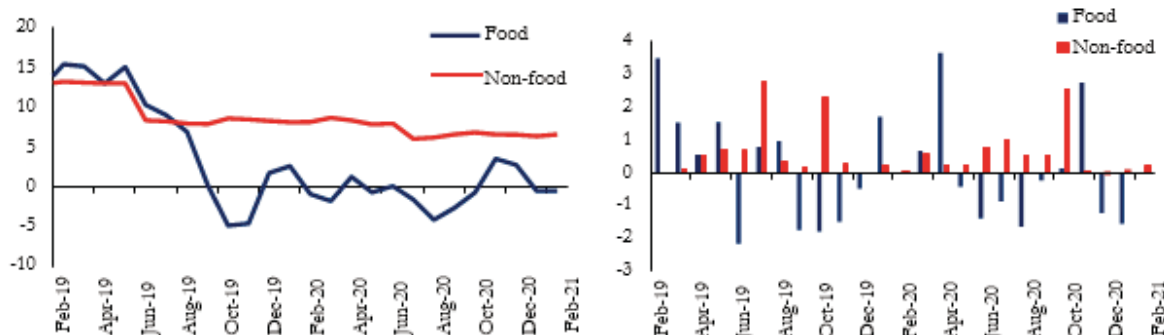 20
15
10
5
0
-5
-10
Food
Non-food
Feb-19
Apr-19
Jun-19
Aug-19
Oct-19
Dec-19
Feb-20
Apr-20
Jun-20
Aug-20
Oct-20
Dec-20
Feb-21
Food
Non-food
4
3
2
1
0
-1
-2
-3
Feb-19
Apr-19
Jun-19
Aug-19
Oct-19
Dec-19
Feb-20
Apr-20
Jun-20
Aug-20
Oct-20
Dec-20
Feb-21